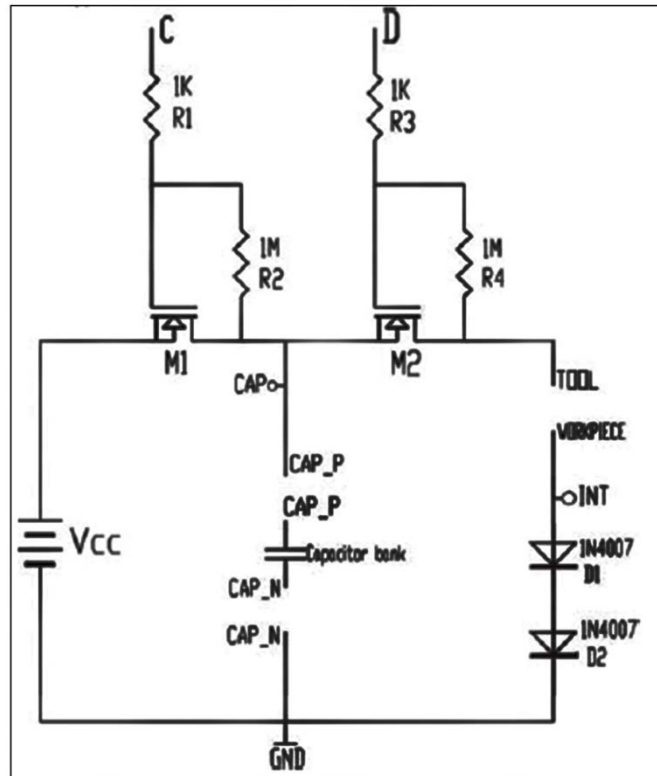 C
D
1K
R1
1K
R3
1M
R2
1M
R4
M1
M2
CAP
TOOL
WORKPIECE
CAP_P
INT
CAP_P
VCC
Capacitor bank
1N4007
D1
CAP_N
CAP_N
1N4007
D2
GND